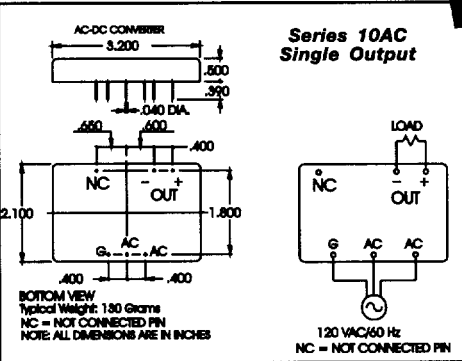 AC-DC CONVERTER
3.200
Series 10AC
Single Output
.500
.390
.040 DIA.
.650
.600
.400
LOAD
NC
-
+
OUT
2.100
1.800
G
AC
AC
.400
.400
NC
-
+
OUT
G
AC
AC
BOTTOM VIEW
Typical Weight: 130 Grams
NC = NOT CONNECTED PIN
NOTE: ALL DIMENSIONS ARE IN INCHES
120 VAC/60 Hz
NC = NOT CONNECTED PIN